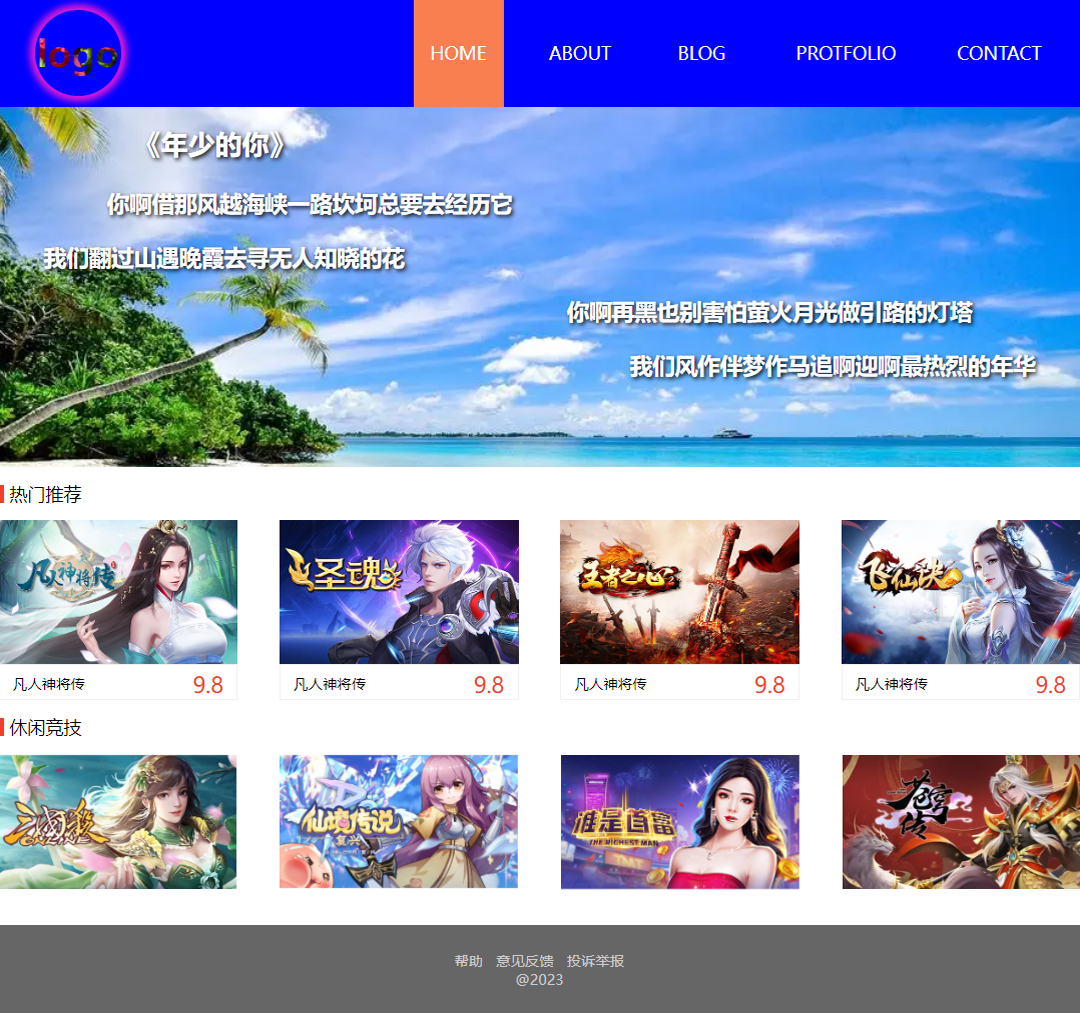 logo
HOME
ABOUT
BLOG
PROTFOLIO
CONTACT
《年少的你》
你啊借那风越海峡一路坎坷总要去经历它
我们翻过山遇晚霞去寻无人知晓的花
你啊再黑也别害怕萤火月光做引路的灯塔
我们风作伴梦作马追啊迎啊最热烈的年华
热门推荐
凡人神将传
圣魂
王者之心
飞仙诀
凡人神将传 9.8
凡人神将传 9.8
凡人神将传 9.8
凡人神将传 9.8
休闲竞技
三国杀
仙境传说
复兴
谁是首富
THE RICHEST MAN
苍穹传
帮助 意见反馈 投诉举报
@2023